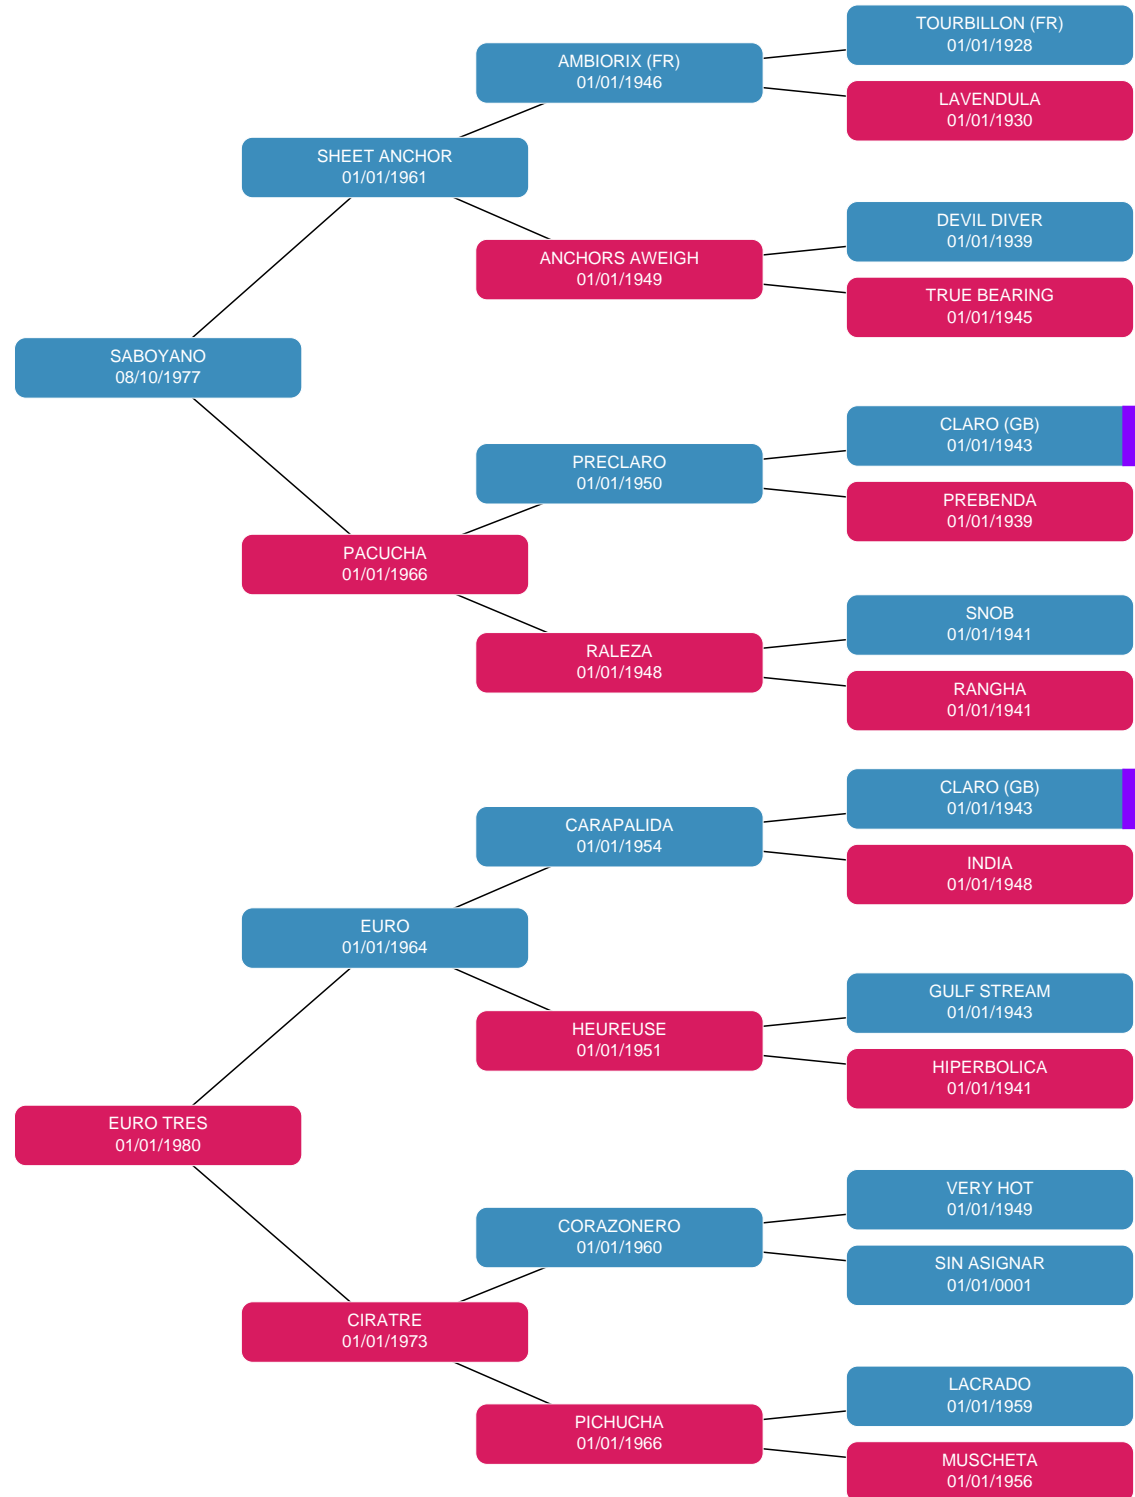 TOURBILLON (FR)
01/01/1928
AMBIORIX (FR)
01/01/1946
LAVENDULA
01/01/1930
SHEET ANCHOR
01/01/1961
DEVIL DIVER
01/01/1939
ANCHORS AWEIGH
01/01/1949
TRUE BEARING
01/01/1945
SABOYANO
08/10/1977
CLARO (GB)
01/01/1943
PRECLARO
01/01/1950
PREBENDA
01/01/1939
PACUCHA
01/01/1966
SNOB
01/01/1941
RALEZA
01/01/1948
RANGHA
01/01/1941
CLARO (GB)
01/01/1943
CARAPALIDA
01/01/1954
INDIA
01/01/1948
EURO
01/01/1964
GULF STREAM
01/01/1943
HEUREUSE
01/01/1951
HIPERBOLICA
01/01/1941
EURO TRES
01/01/1980
VERY HOT
01/01/1949
CORAZONERO
01/01/1960
SIN ASIGNAR
01/01/0001
CIRATRE
01/01/1973
LACRADO
01/01/1959
PICHUCHA
01/01/1966
MUSCHETA
01/01/1956